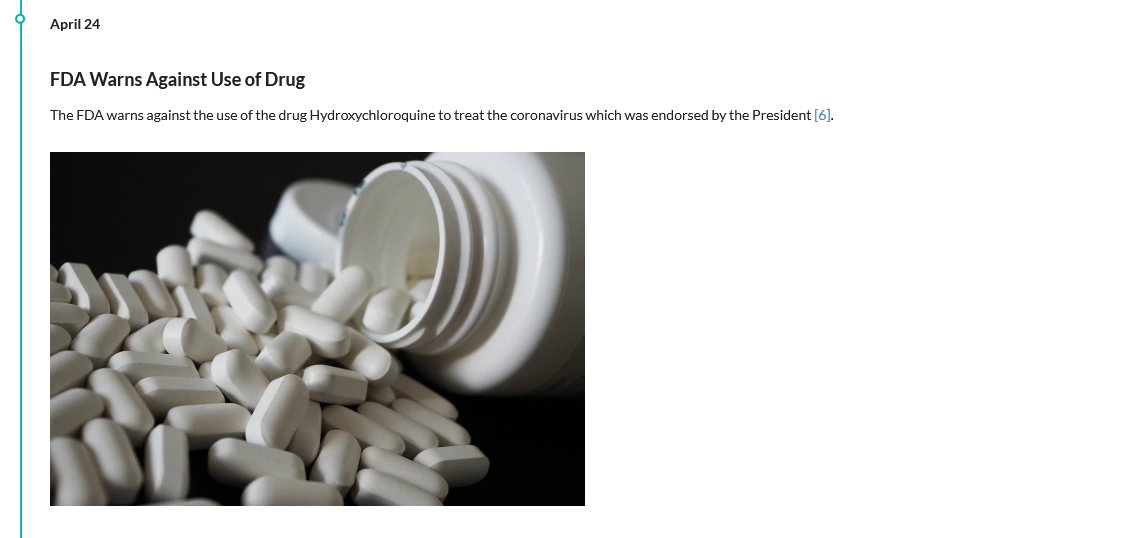 April 24
FDA Warns Against Use of Drug
The FDA warns against the use of the drug Hydroxychloroquine to treat the coronavirus which was endorsed by the President [6].